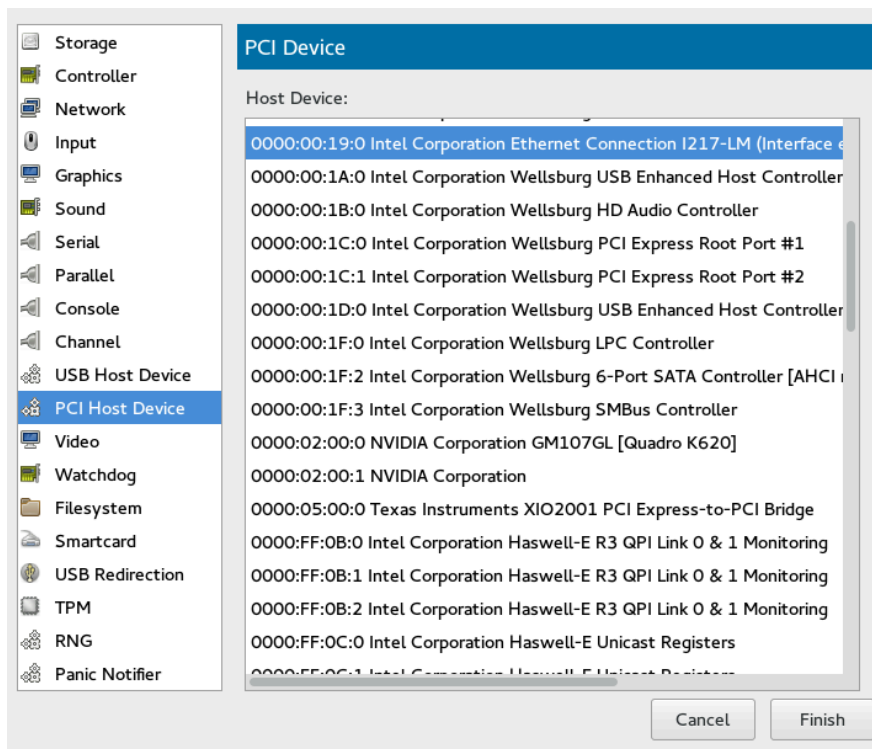 Storage
Controller
Network
Input
Graphics
Sound
Serial
Parallel
Console
Channel
USB Host Device
PCI Host Device
Video
Watchdog
Filesystem
Smartcard
USB Redirection
TPM
RNG
Panic Notifier
PCI Device
Host Device:
0000:00:19:0 Intel Corporation Ethernet Connection I217-LM (Interface e
0000:00:1A:0 Intel Corporation Wellsburg USB Enhanced Host Controller
0000:00:1B:0 Intel Corporation Wellsburg HD Audio Controller
0000:00:1C:0 Intel Corporation Wellsburg PCI Express Root Port #1
0000:00:1C:1 Intel Corporation Wellsburg PCI Express Root Port #2
0000:00:1D:0 Intel Corporation Wellsburg USB Enhanced Host Controller
0000:00:1F:0 Intel Corporation Wellsburg LPC Controller
0000:00:1F:2 Intel Corporation Wellsburg 6-Port SATA Controller [AHCI
0000:00:1F:3 Intel Corporation Wellsburg SMBus Controller
0000:02:00:0 NVIDIA Corporation GM107GL [Quadro K620]
0000:02:00:1 NVIDIA Corporation
0000:05:00:0 Texas Instruments XIO2001 PCI Express-to-PCI Bridge
0000:FF:0B:0 Intel Corporation Haswell-E R3 QPI Link 0 & 1 Monitoring
0000:FF:0B:1 Intel Corporation Haswell-E R3 QPI Link 0 & 1 Monitoring
0000:FF:0B:2 Intel Corporation Haswell-E R3 QPI Link 0 & 1 Monitoring
0000:FF:0C:0 Intel Corporation Haswell-E Unicast Registers
0000:FF:0C:1 Intel Corporation Haswell-E Unicast Registers
Cancel
Finish